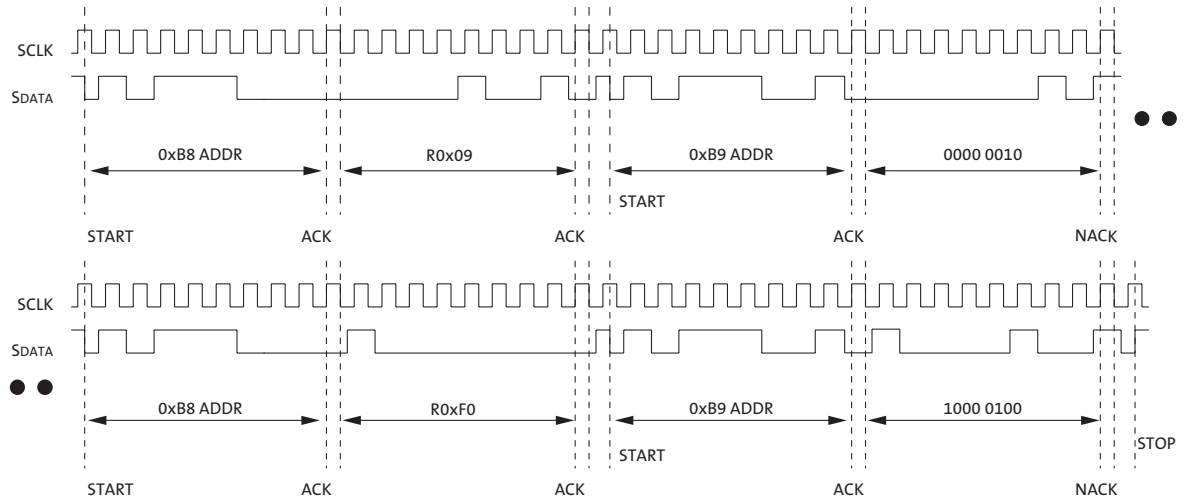 SCLK
SDATA
0xB8 ADDR R0x09 0xB9 ADDR 0000 0010
START
START ACK ACK ACK NACK
SCLK
SDATA
0xB8 ADDR R0xF0 0xB9 ADDR 1000 0100
STOP
START
START ACK ACK ACK NACK